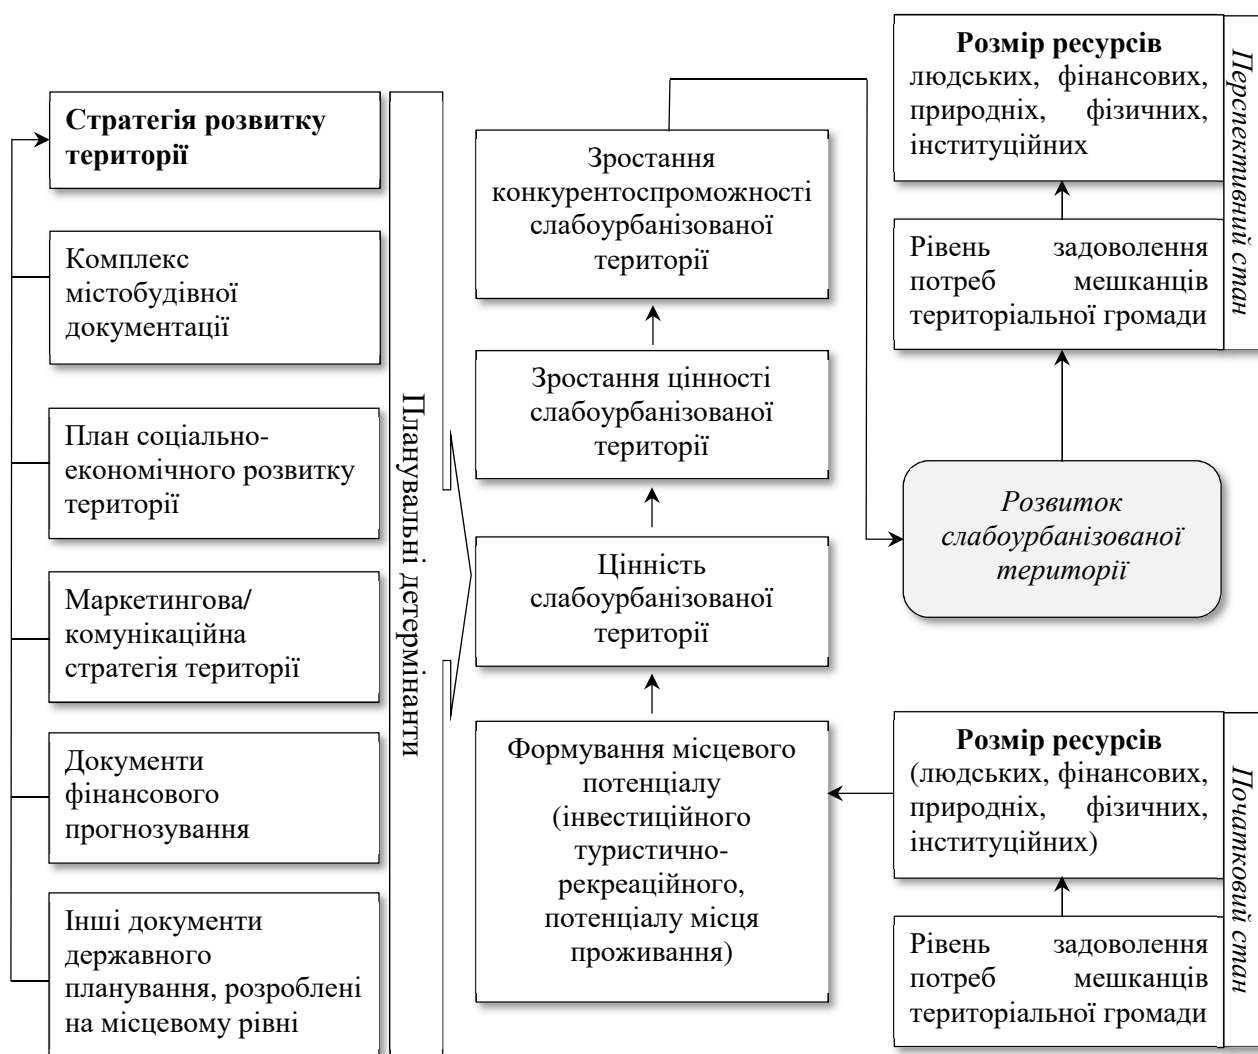 Стратегія розвитку
території
Комплекс
містобудівної
документації
План соціально-
економічного розвитку
території
Маркетингова/
комунікаційна
стратегія території
Документи
фінансового
прогнозування
Інші документи
державного
планування, розроблені
на місцевому рівні
Планувальні детермінанти
Зростання
конкурентоспроможності
слабоурбанізованої
території
Зростання цінності
слабоурбанізованої
території
Цінність
слабоурбанізованої
території
Формування місцевого
потенціалу
(інвестиційного
туристично-
рекреаційного,
потенціалу місця
проживання)
Розмір ресурсів
людських, фінансових,
природніх, фізичних,
інституційних
Рівень задоволення
потреб мешканців
територіальної громади
Перспективний стан
Розвиток
слабоурбанізованої
території
Розмір ресурсів
(людських, фінансових,
природніх, фізичних,
інституційних)
Рівень задоволення
потреб мешканців
територіальної громади
Початковий стан